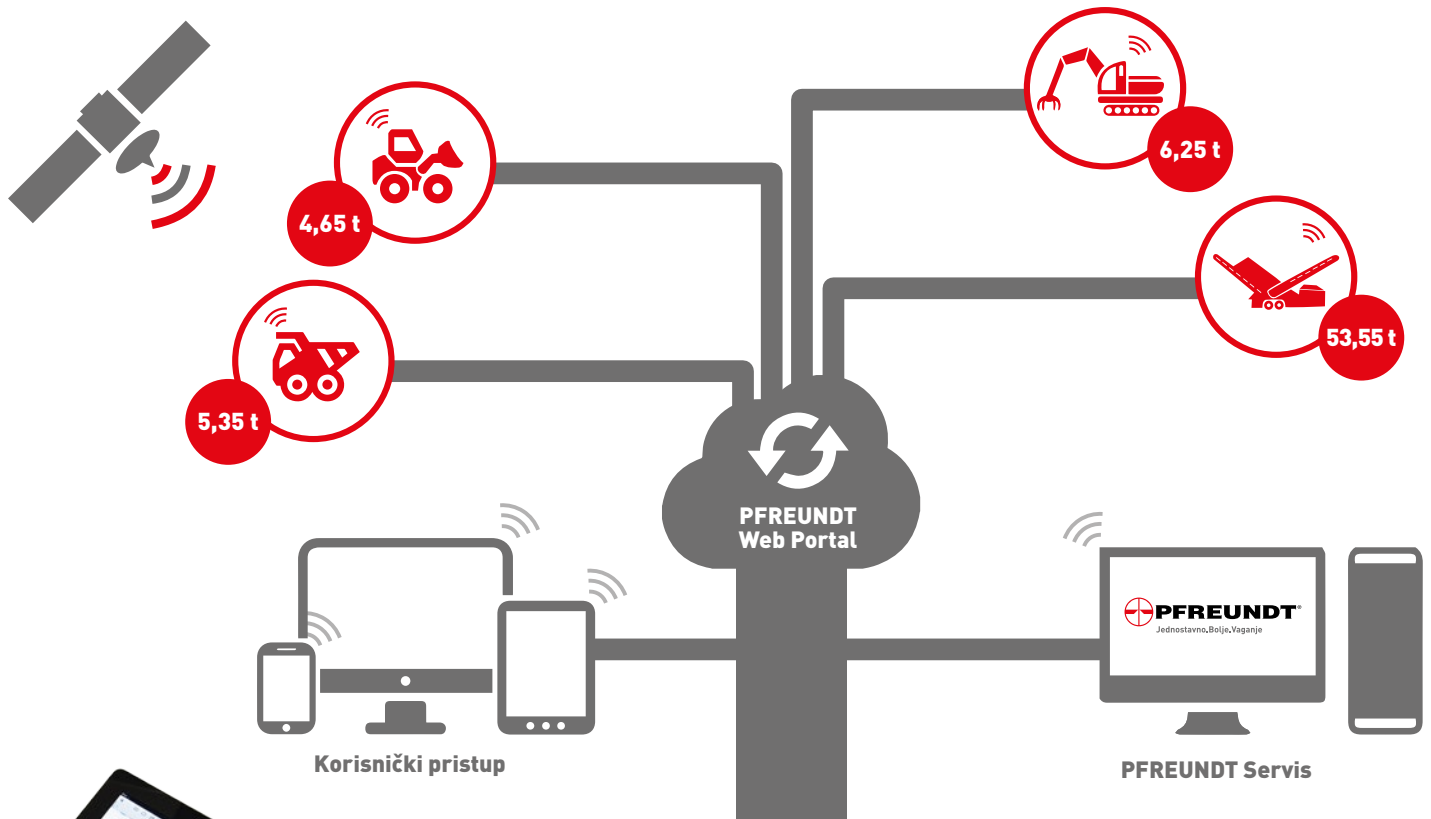 6,25 t
4,65 t
53,55 t
5,35 t
PFREUNDT
Web Portal
PFREUNDT®
Jednostavno.Bolje.Vaganje
Korisnički pristup
PFREUNDT Servis